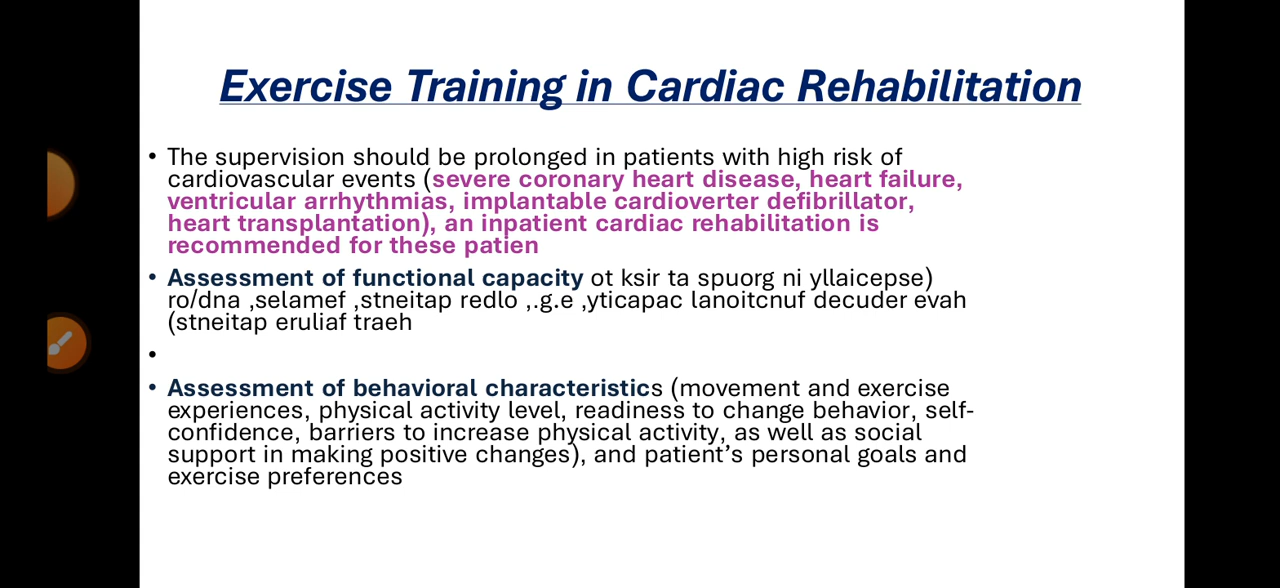 Exercise Training in Cardiac Rehabilitation
• The supervision should be prolonged in patients with high risk of
cardiovascular events (severe coronary heart disease, heart failure,
ventricular arrhythmias, implantable cardioverter defibrillator,
heart transplantation), an inpatient cardiac rehabilitation is
recommended for these patien
• Assessment of functional capacity ot ksir ta spuorg ni yllaicepse)
ro/dna ,selamef ,stneitap redlo ,.g.e ,yticapac lanoitcnuf decuder evah
(stneitap eruliaf traeh
•
• Assessment of behavioral characteristics (movement and exercise
experiences, physical activity level, readiness to change behavior, self-
confidence, barriers to increase physical activity, as well as social
support in making positive changes), and patient’s personal goals and
exercise preferences